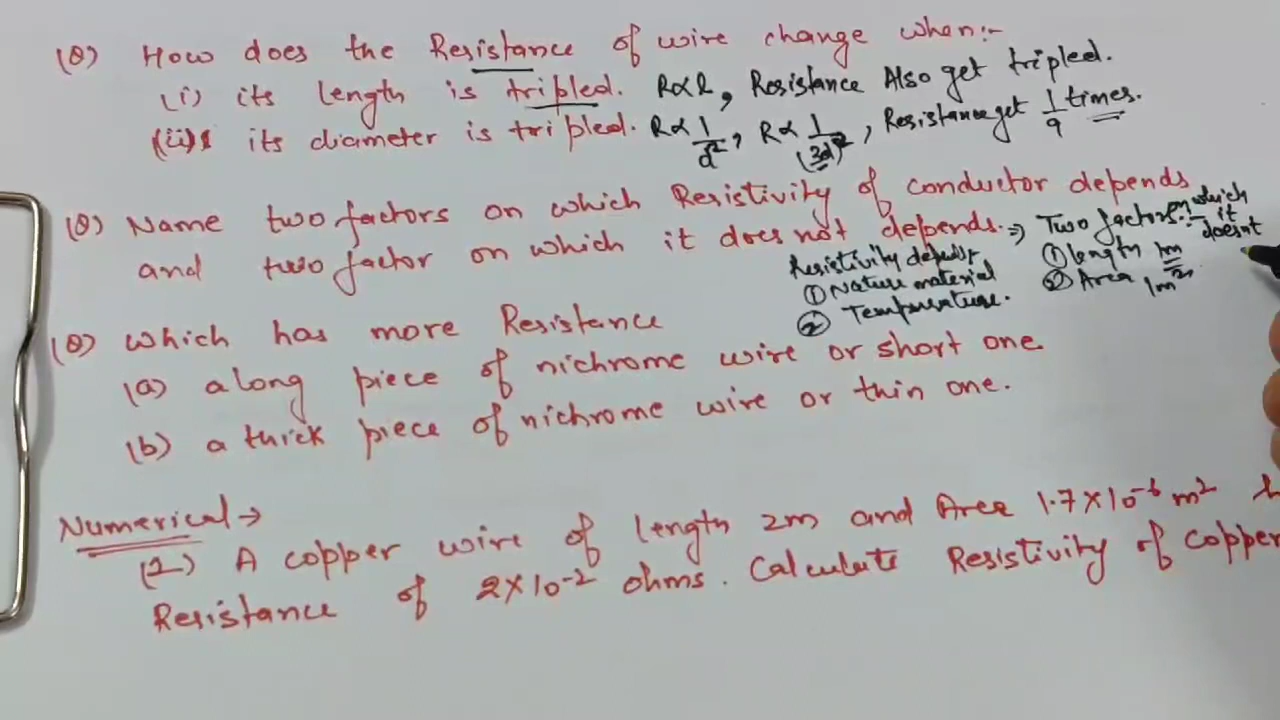 (Q) How does the Resistance of wire change when:-
(i) its length is tripled. R∝l, Resistance Also get tripled.
(ii) its diameter is tripled. R∝1/d², R∝1/(3d)², Resistance get 1/9 times.
(Q) Name two factors on which Resistivity of conductor depends
and two factor on which it does not depends. ⇒ Two factors:- on which it doesnt
① length 1m
② Area 1m²
Resistivity depends
① Nature material
② Temperature.
(Q) Which has more Resistance
(a) a long piece of nichrome wire or short one
(b) a thick piece of nichrome wire or thin one.
Numerical →
A copper wire of length 2m and Area 1.7×10⁻⁶ m²
Resistance of 2×10⁻² ohms. Calculate Resistivity of copper